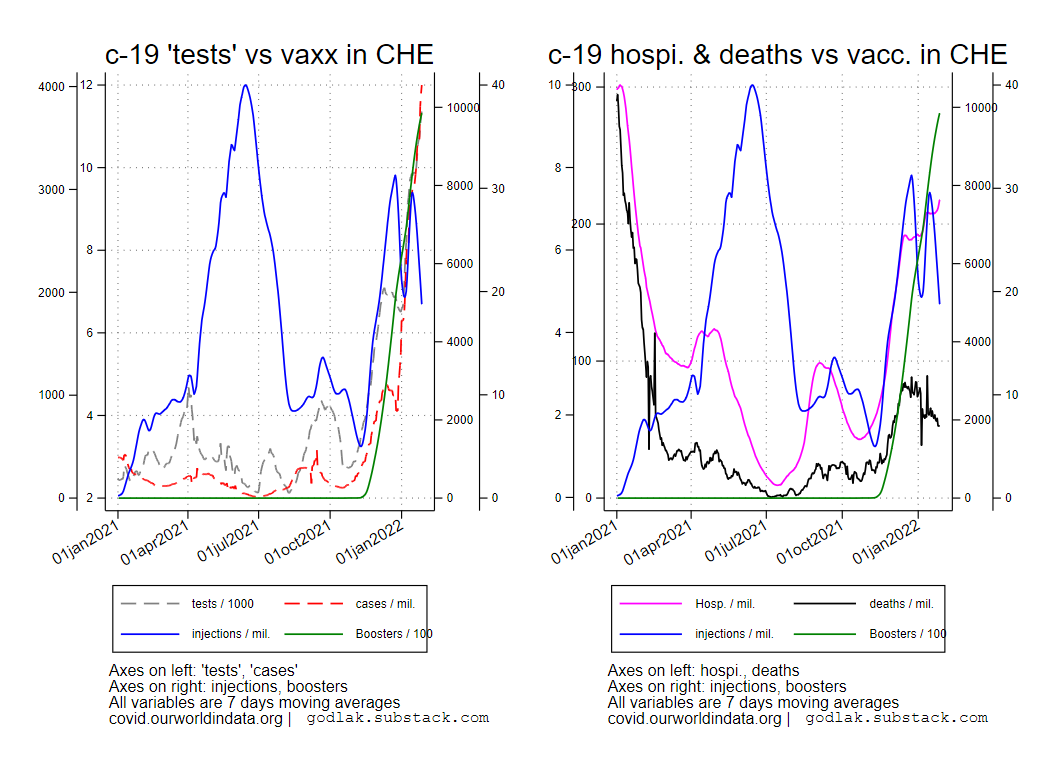 c-19 'tests' vs vaxx in CHE
4000
3000
2000
1000
0
12
10
8
6
4
2
10000
8000
6000
4000
2000
0
40
30
20
10
0
01jan2021
01apr2021
01jul2021
01oct2021
01jan2022
tests / 1000
cases / mil.
injections / mil.
Boosters / 100
Axes on left: 'tests', 'cases'
Axes on right: injections, boosters
All variables are 7 days moving averages
covid.ourworldindata.org | godlak.substack.com
c-19 hospi. & deaths vs vacc. in CHE
10
8
6
4
2
0
300
200
100
0
10000
8000
6000
4000
2000
0
40
30
20
10
0
01jan2021
01apr2021
01jul2021
01oct2021
01jan2022
Hosp. / mil.
deaths / mil.
injections / mil.
Boosters / 100
Axes on left: hospi., deaths
Axes on right: injections, boosters
All variables are 7 days moving averages
covid.ourworldindata.org | godlak.substack.com